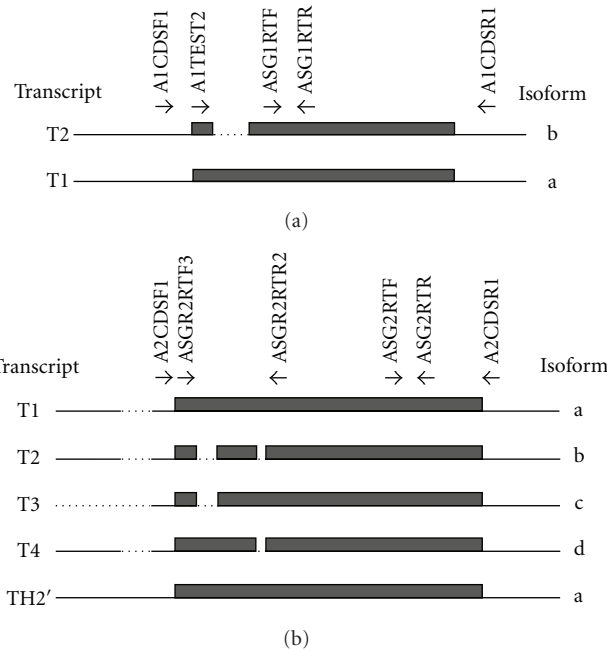 A1CDSF1
A1TEST2
ASG1RTF
ASG1RTR
A1CDSR1
Transcript Isoform
T2 b
T1 a
(a)
A2CDSF1
ASGR2RTF3
ASGR2RTR2
ASG2RTF
ASG2RTR
A2CDSR1
Transcript Isoform
T1 a
T2 b
T3 c
T4 d
TH2′ a
(b)